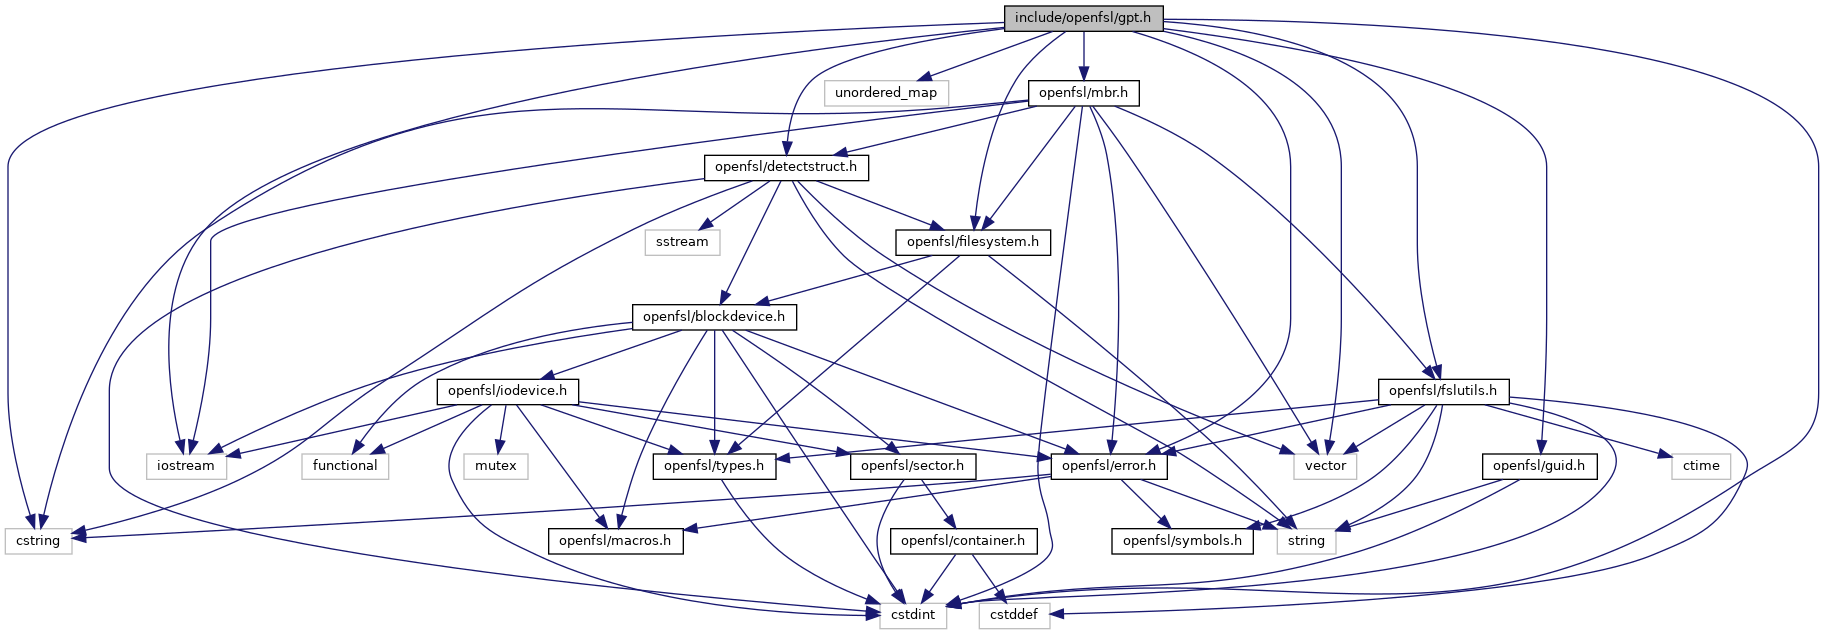 include/openfsl/gpt.h
unordered_map
openfsl/mbr.h
openfsl/detectstruct.h
sstream
openfsl/filesystem.h
openfsl/blockdevice.h
openfsl/iodevice.h
openfsl/fslutils.h
iostream
functional
mutex
openfsl/types.h
openfsl/sector.h
openfsl/error.h
vector
openfsl/guid.h
ctime
cstring
openfsl/macros.h
openfsl/container.h
openfsl/symbols.h
string
cstdint
cstddef